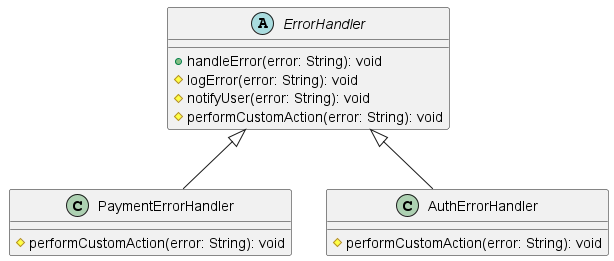 A ErrorHandler
handleError(error: String): void
logError(error: String): void
notifyUser(error: String): void
performCustomAction(error: String): void
C PaymentErrorHandler
performCustomAction(error: String): void
C AuthErrorHandler
performCustomAction(error: String): void